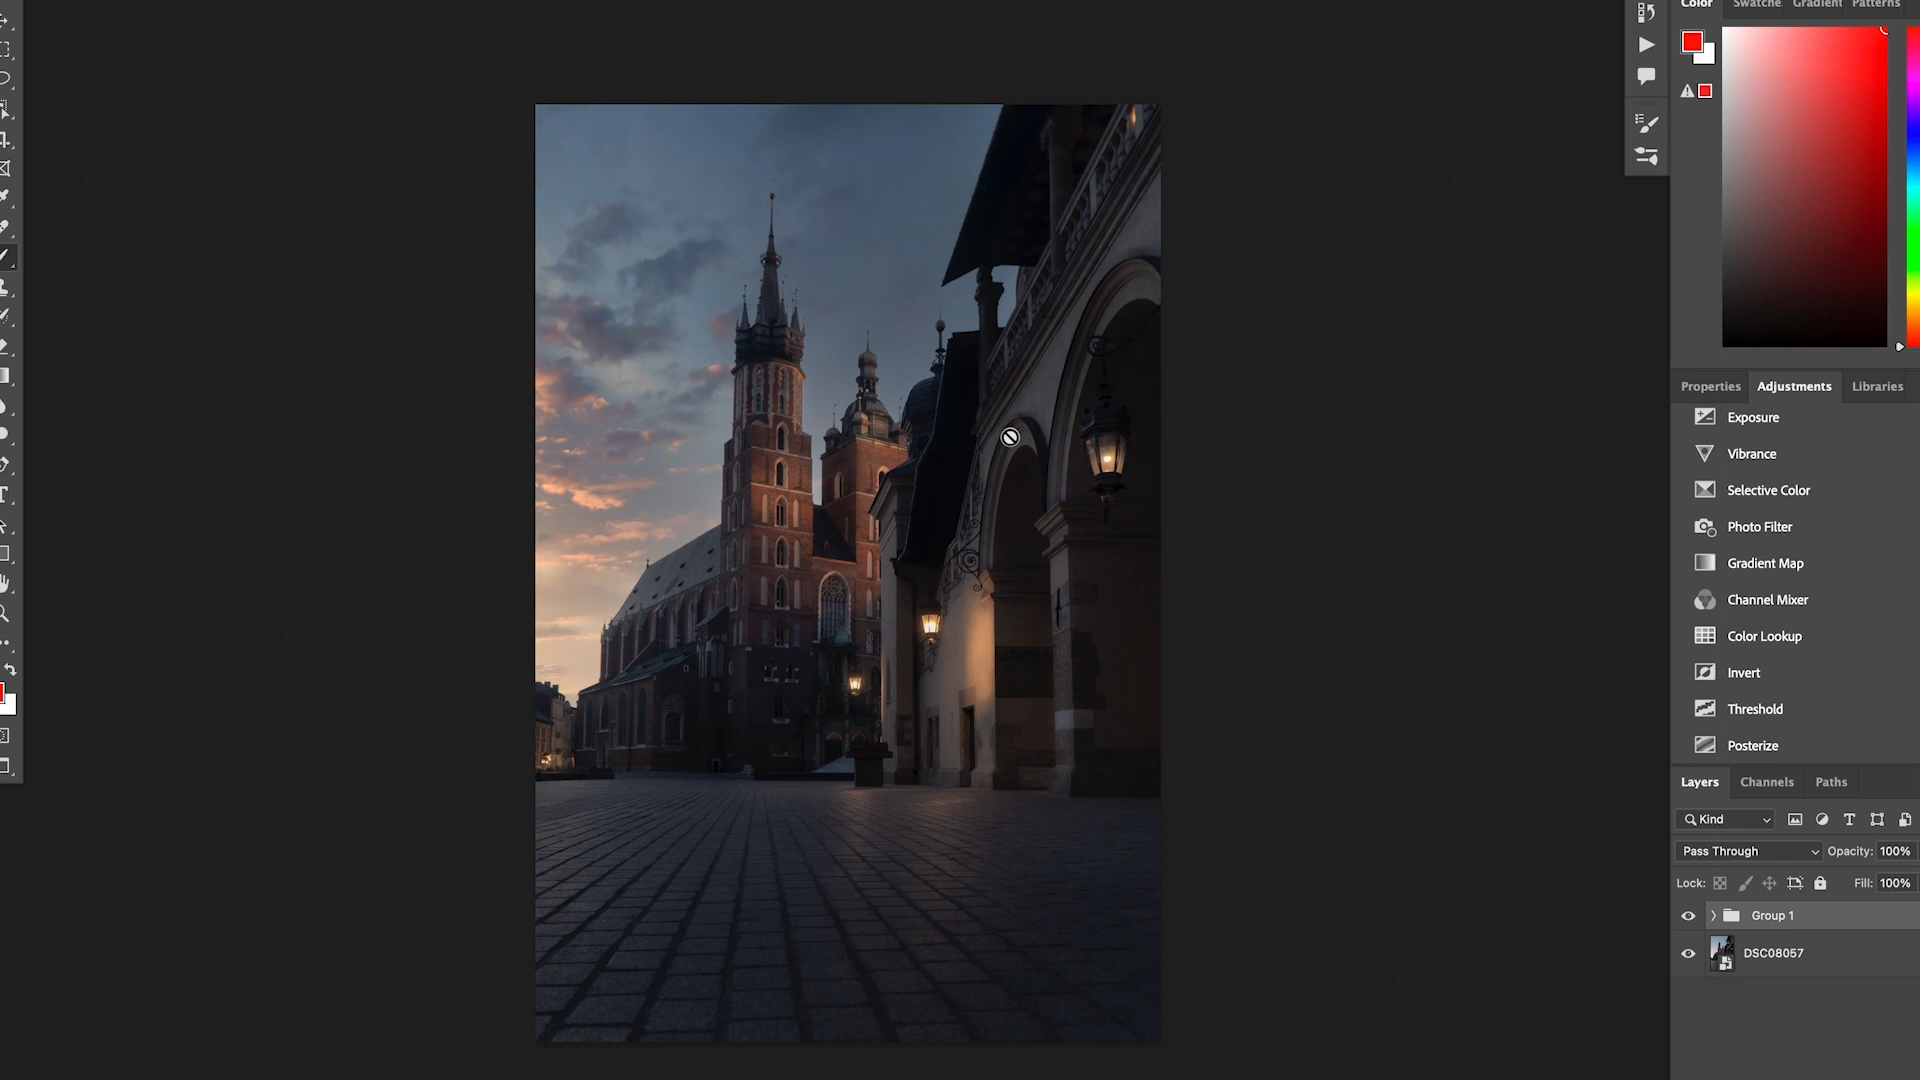 Color Swatche Gradient Patterns
Properties Adjustments Libraries
Exposure
Vibrance
Selective Color
Photo Filter
Gradient Map
Channel Mixer
Color Lookup
Invert
Threshold
Posterize
Layers Channels Paths
Kind
Pass Through Opacity: 100%
Lock: Fill: 100%
Group 1
DSC08057